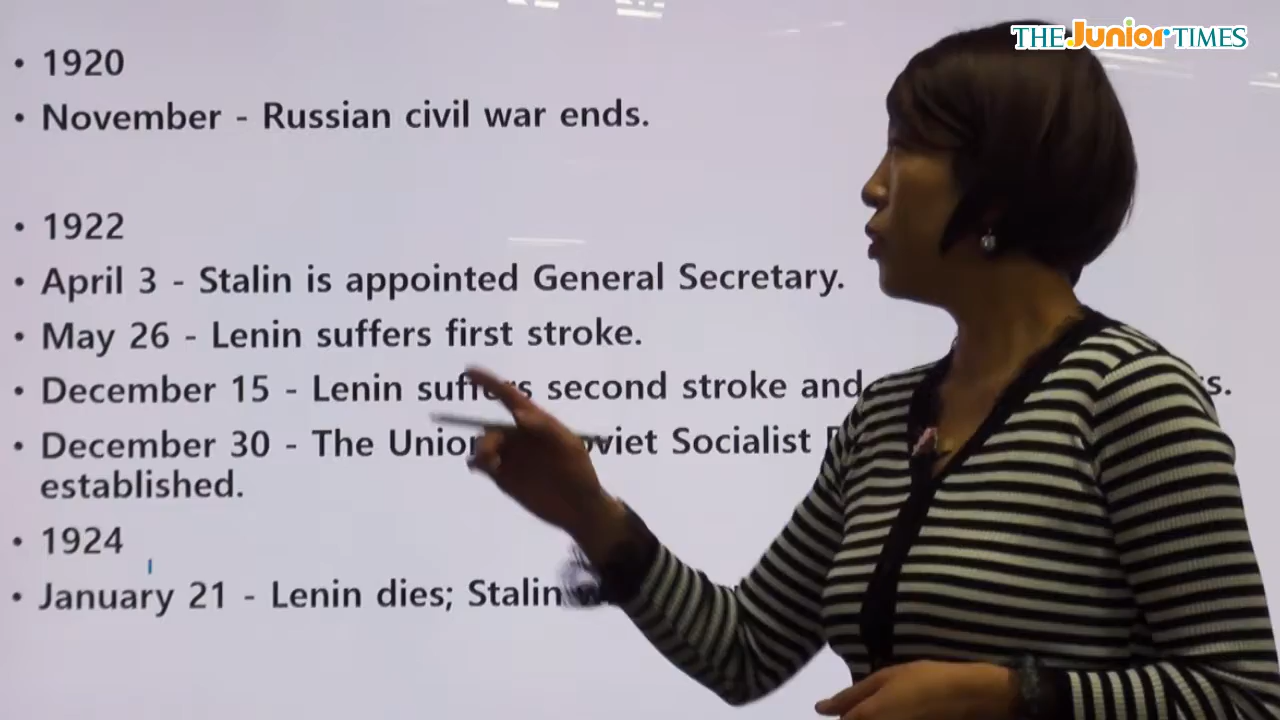 THE Junior TIMES
• 1920
• November - Russian civil war ends.
• 1922
• April 3 - Stalin is appointed General Secretary.
• May 26 - Lenin suffers first stroke.
• December 15 - Lenin suffers second stroke and
• December 30 - The Union Soviet Socialist
established.
• 1924
• January 21 - Lenin dies; Stalin